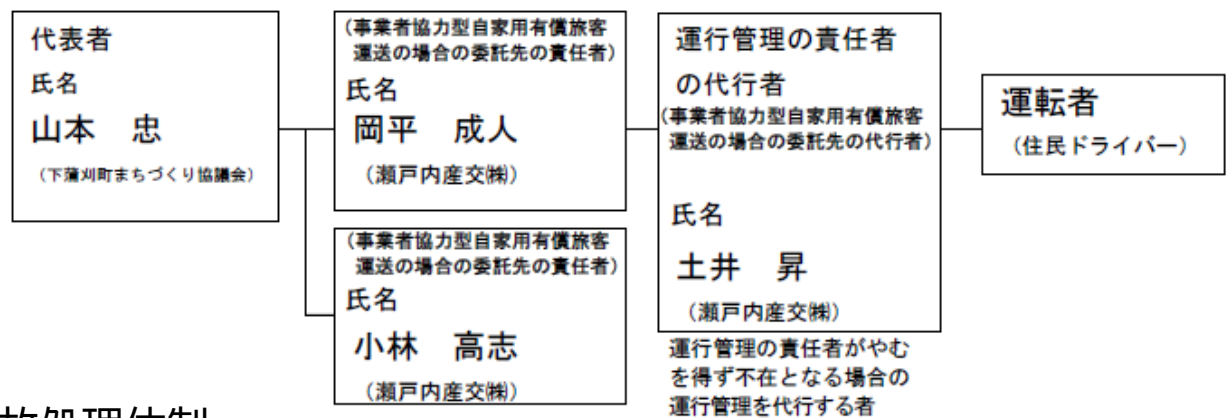 代表者
氏名
山本　忠
（下蒲刈町まちづくり協議会）
（事業者協力型自家用有償旅客
運送の場合の委託先の責任者）
氏名
岡平　成人
（瀬戸内産交㈱）
（事業者協力型自家用有償旅客
運送の場合の委託先の責任者）
氏名
小林　高志
（瀬戸内産交㈱）
運行管理の責任者
の代行者
（事業者協力型自家用有償旅客
運送の場合の委託先の代行者）
氏名
土井　昇
（瀬戸内産交㈱）
運行管理の責任者がやむ
を得ず不在となる場合の
運行管理を代行する者
運転者
（住民ドライバー）
処理体制